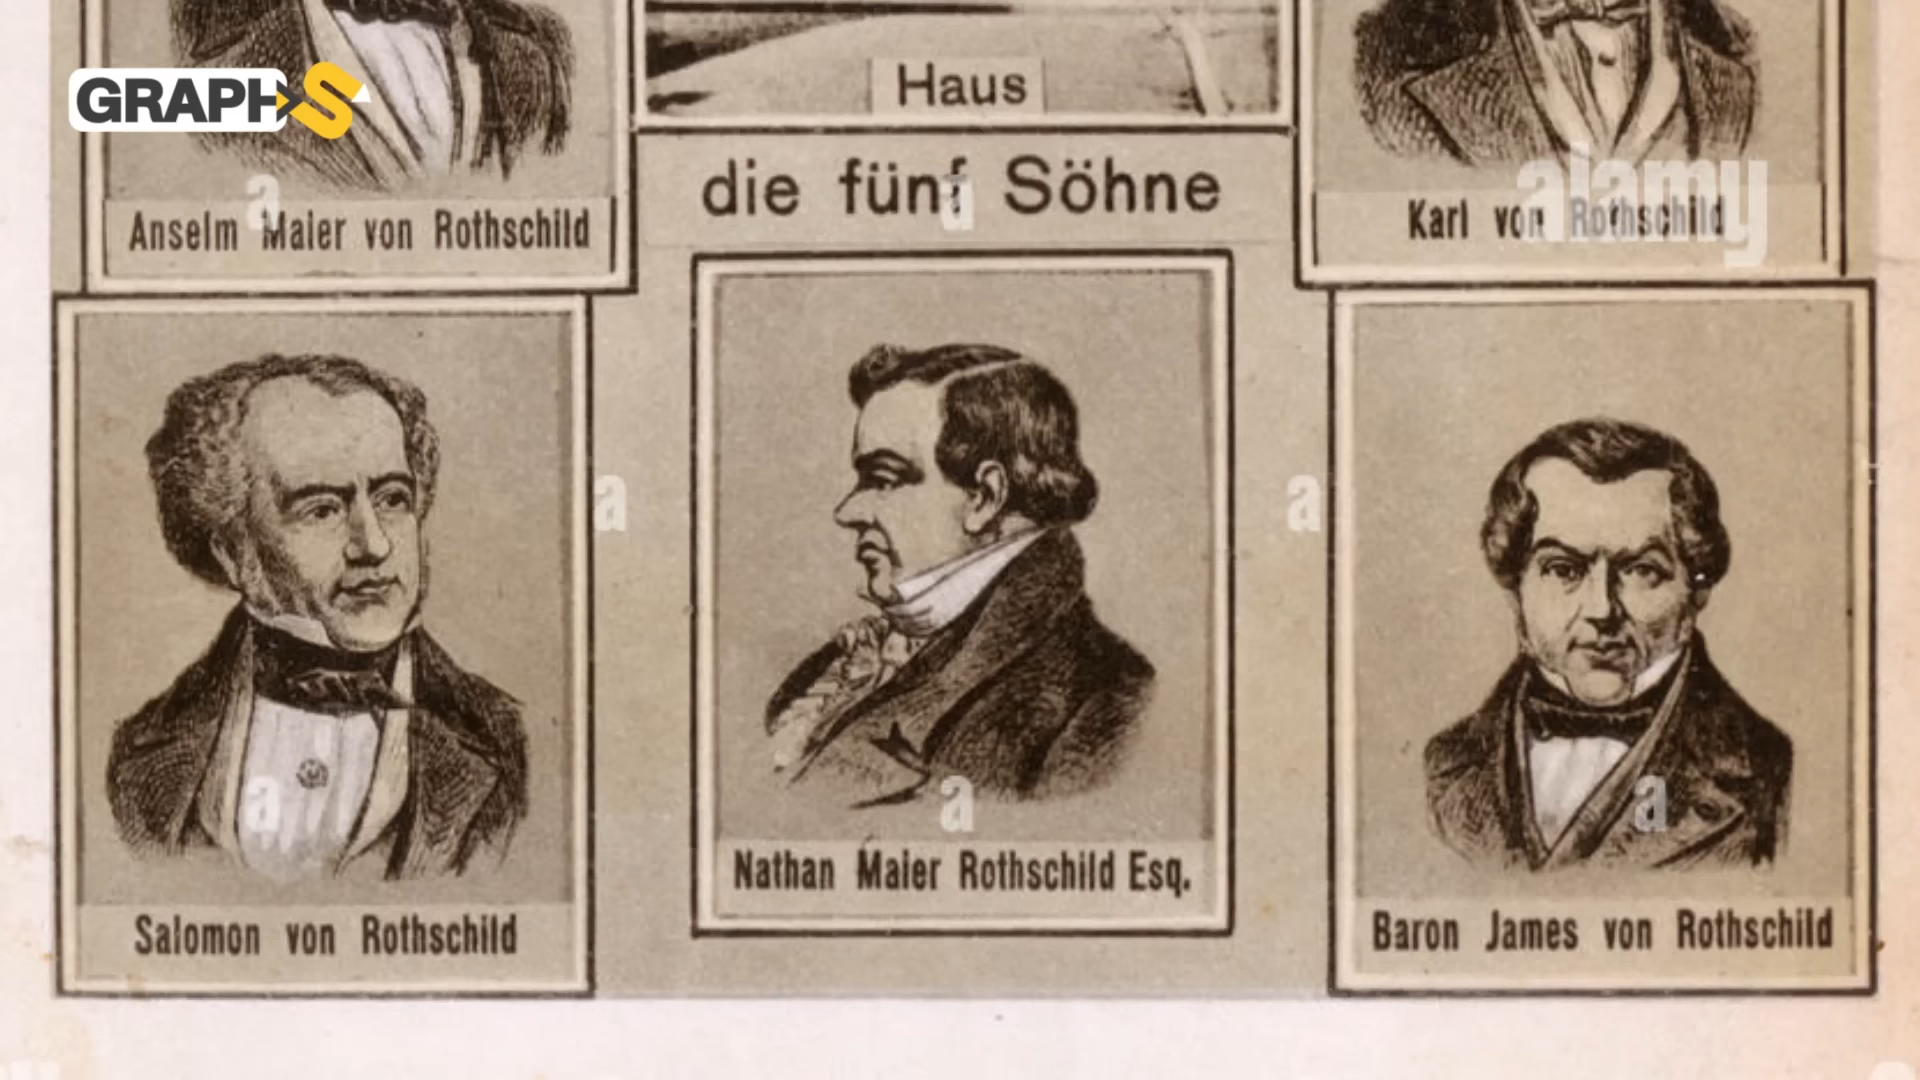 GRAPHS
Haus
die fünf Söhne
Anselm Maier von Rothschild
Karl von Rothschild
alamy
a
a
a
a
a
a
a
Salomon von Rothschild
Nathan Maier Rothschild Esq.
Baron James von Rothschild